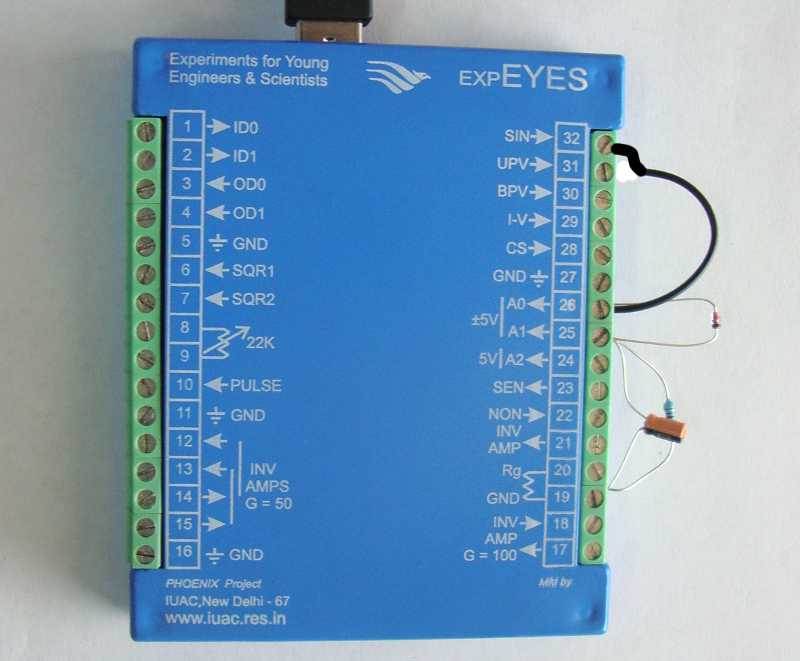 Experiments for Young
Engineers & Scientists
EXPEYES
1 ID0
2 ID1
3 OD0
4 OD1
5 GND
6 SQR1
7 SQR2
8
22K
9
10 PULSE
11 GND
12
13 INV
AMPS
14
G = 50
15
16 GND
SIN 32
UPV 31
BPV 30
I-V 29
CS 28
GND 27
A0 26
±5V
A1 25
5V A2 24
SEN 23
NON 22
INV
AMP 21
Rg 20
GND 19
INV 18
AMP
G = 100 17
PHOENIX Project
IUAC,New Delhi - 67
www.iuac.res.in
Mfd by